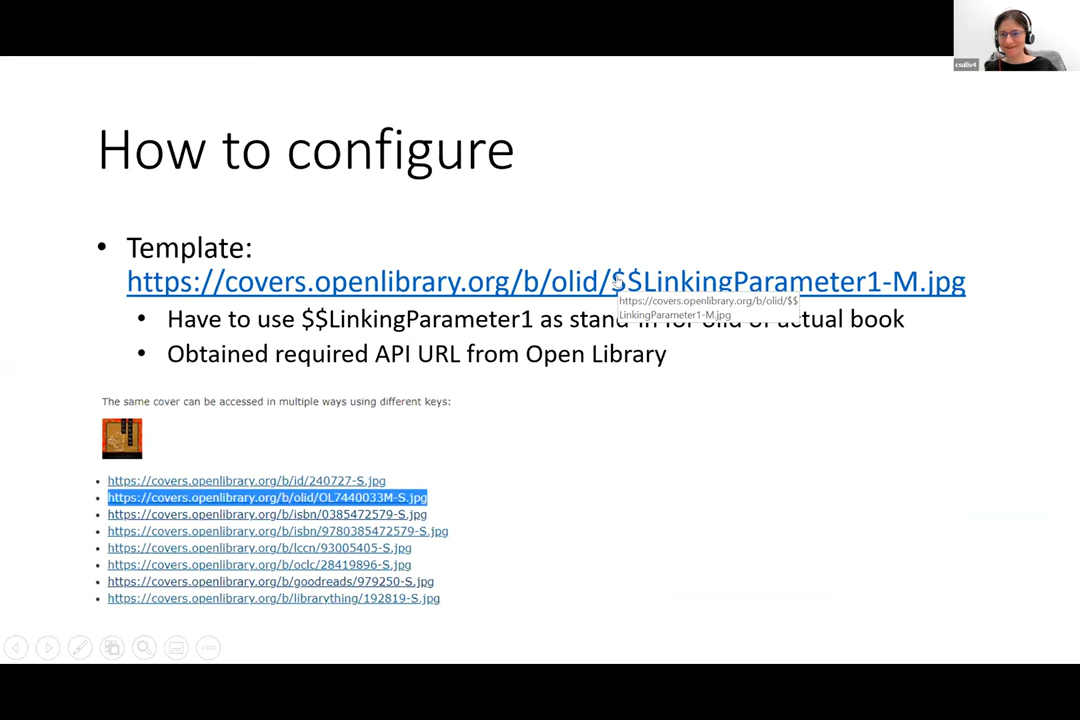 csulliv4
How to configure
• Template:
https://covers.openlibrary.org/b/olid/$$LinkingParameter1-M.jpg
https://covers.openlibrary.org/b/olid/$$
LinkingParameter1-M.jpg
• Have to use $$LinkingParameter1 as stand-in for olid of actual book
• Obtained required API URL from Open Library
The same cover can be accessed in multiple ways using different keys:
• https://covers.openlibrary.org/b/id/240727-S.jpg
• https://covers.openlibrary.org/b/olid/OL7440033M-S.jpg
• https://covers.openlibrary.org/b/isbn/0385472579-S.jpg
• https://covers.openlibrary.org/b/isbn/9780385472579-S.jpg
• https://covers.openlibrary.org/b/lccn/93005405-S.jpg
• https://covers.openlibrary.org/b/oclc/28419896-S.jpg
• https://covers.openlibrary.org/b/goodreads/979250-S.jpg
• https://covers.openlibrary.org/b/librarything/192819-S.jpg